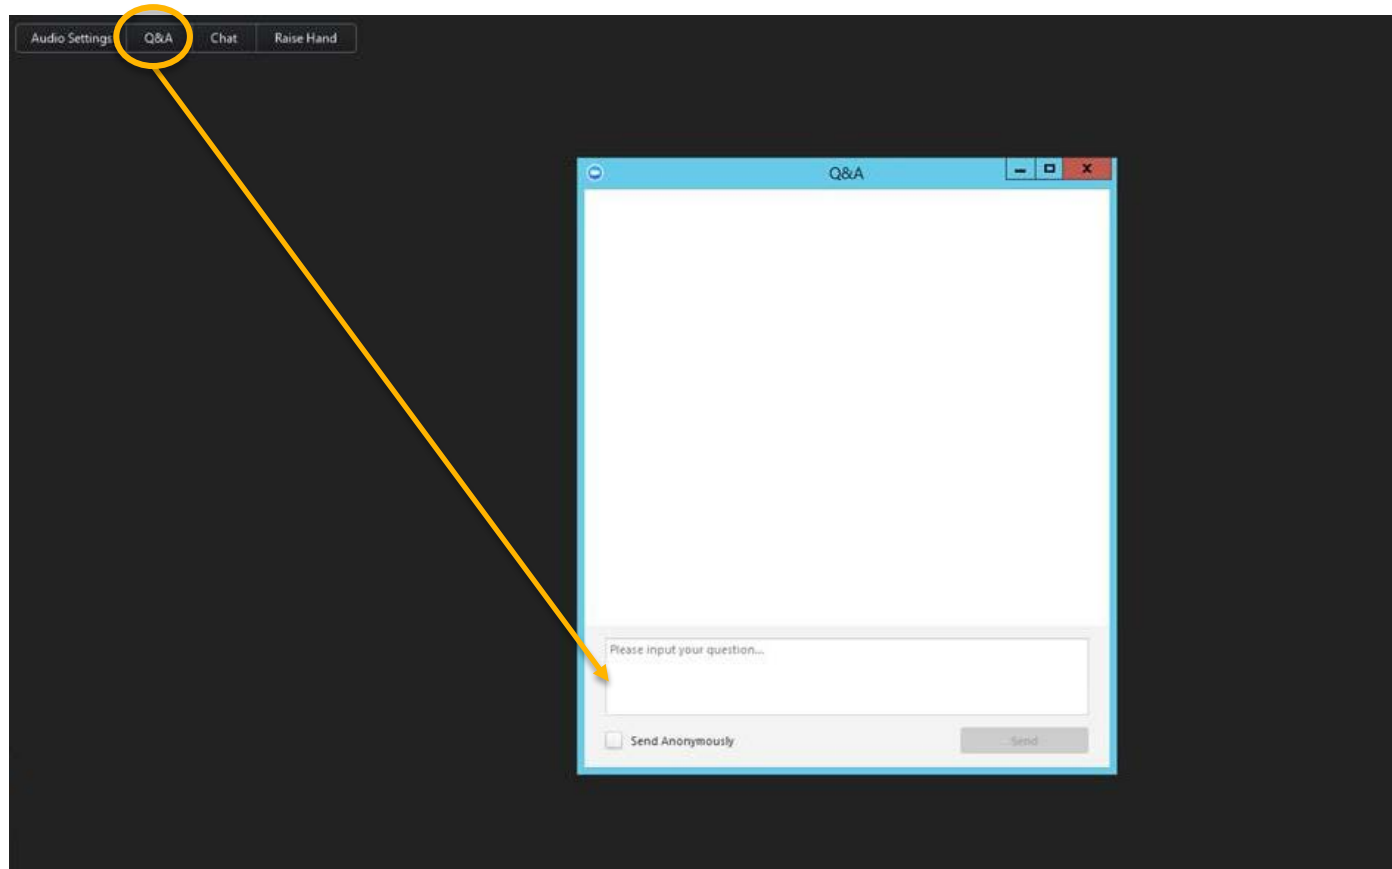 Audio Settings Q&A Chat Raise Hand
Q&A
Please input your question...
Send Anonymously
Send